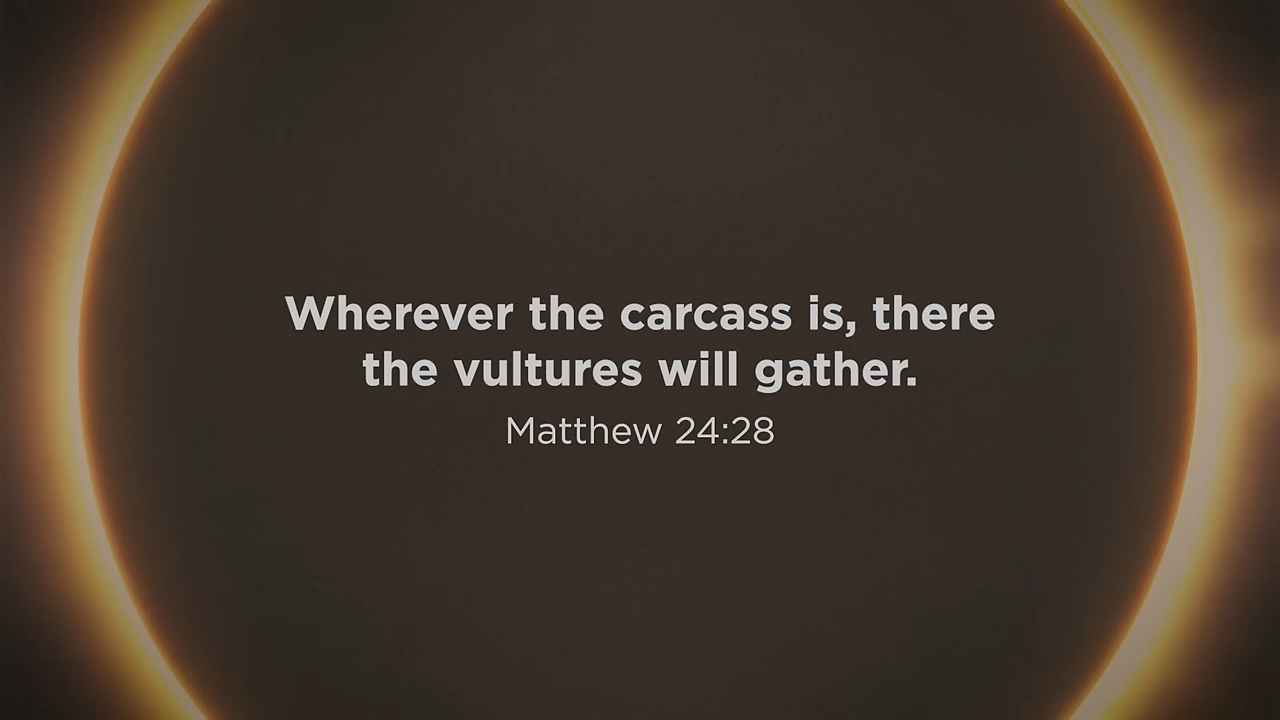 Wherever the carcass is, there
the vultures will gather.
Matthew 24:28